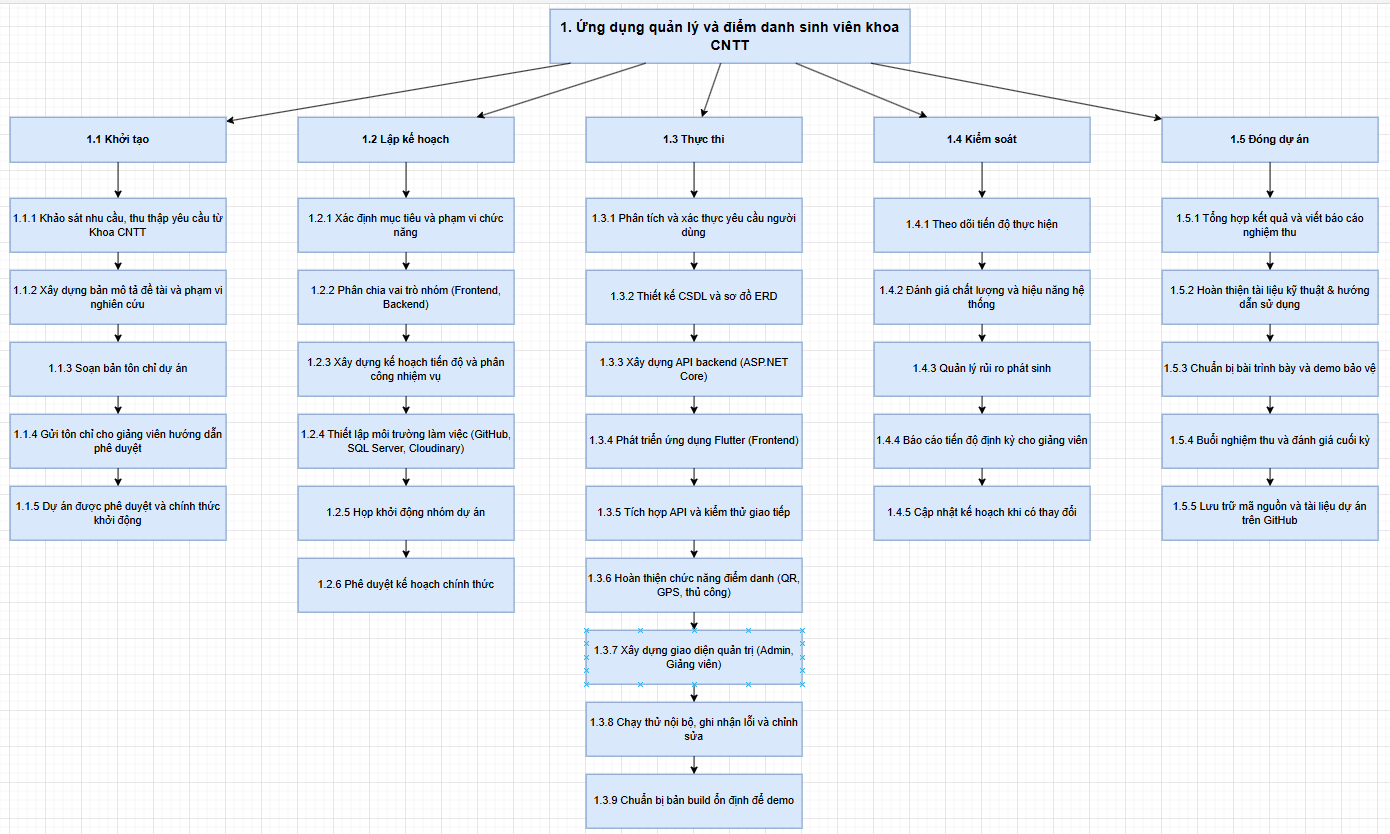 1. Ứng dụng quản lý và điểm danh sinh viên khoa
CNTT
1.1 Khởi tạo
1.2 Lập kế hoạch
1.3 Thực thi
1.4 Kiểm soát
1.5 Đóng dự án
1.1.1 Khảo sát nhu cầu, thu thập yêu cầu từ
Khoa CNTT
1.1.2 Xây dựng bản mô tả đề tài và phạm vi
nghiên cứu
1.1.3 Soạn bản tôn chỉ dự án
1.1.4 Gửi tôn chỉ cho giảng viên hướng dẫn
phê duyệt
1.1.5 Dự án được phê duyệt và chính thức
khởi động
1.2.1 Xác định mục tiêu và phạm vi chức
năng
1.2.2 Phân chia vai trò nhóm (Frontend,
Backend)
1.2.3 Xây dựng kế hoạch tiến độ và phân
công nhiệm vụ
1.2.4 Thiết lập môi trường làm việc (GitHub,
SQL Server, Cloudinary)
1.2.5 Họp khởi động nhóm dự án
1.2.6 Phê duyệt kế hoạch chính thức
1.3.1 Phân tích và xác thực yêu cầu người
dùng
1.3.2 Thiết kế CSDL và sơ đồ ERD
1.3.3 Xây dựng API backend (ASP.NET
Core)
1.3.4 Phát triển ứng dụng Flutter (Frontend)
1.3.5 Tích hợp API và kiểm thử giao tiếp
1.3.6 Hoàn thiện chức năng điểm danh (QR,
GPS, thủ công)
1.3.7 Xây dựng giao diện quản trị (Admin,
Giảng viên)
1.3.8 Chạy thử nội bộ, ghi nhận lỗi và chỉnh
sửa
1.3.9 Chuẩn bị bản build ổn định để demo
1.4.1 Theo dõi tiến độ thực hiện
1.4.2 Đánh giá chất lượng và hiệu năng hệ
thống
1.4.3 Quản lý rủi ro phát sinh
1.4.4 Báo cáo tiến độ định kỳ cho giảng viên
1.4.5 Cập nhật kế hoạch khi có thay đổi
1.5.1 Tổng hợp kết quả và viết báo cáo
nghiệm thu
1.5.2 Hoàn thiện tài liệu kỹ thuật & hướng
dẫn sử dụng
1.5.3 Chuẩn bị bài trình bày và demo bảo vệ
1.5.4 Buổi nghiệm thu và đánh giá cuối kỳ
1.5.5 Lưu trữ mã nguồn và tài liệu dự án
trên GitHub